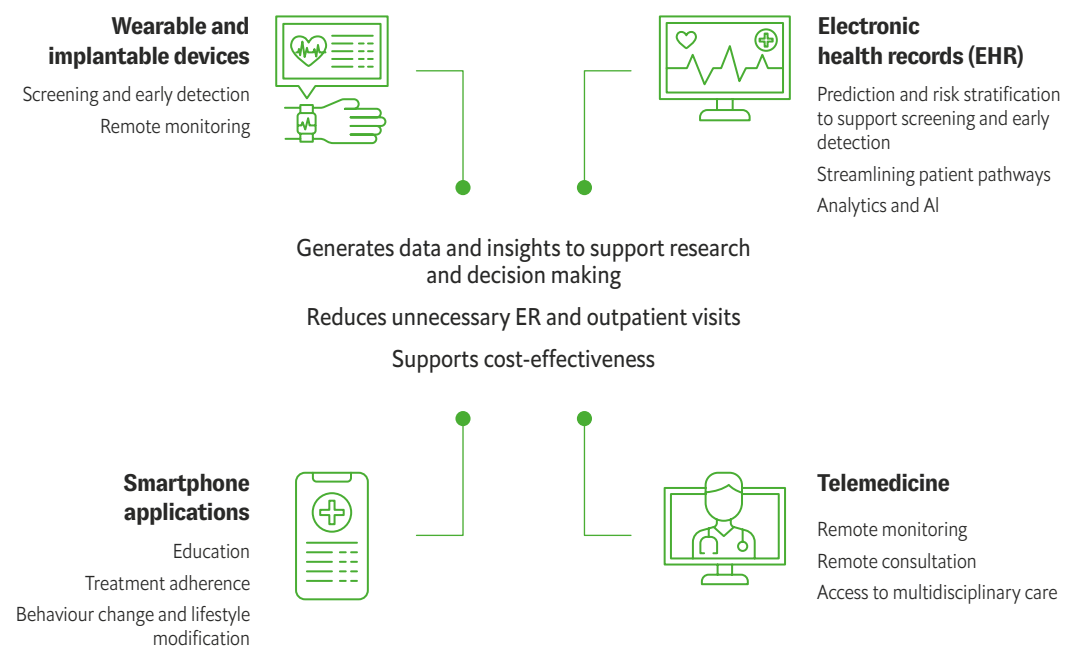 Wearable and
implantable devices
Screening and early detection
Remote monitoring
Electronic
health records (EHR)
Prediction and risk stratification
to support screening and early
detection
Streamlining patient pathways
Analytics and AI
Generates data and insights to support research
and decision making
Reduces unnecessary ER and outpatient visits
Supports cost-effectiveness
Smartphone
applications
Education
Treatment adherence
Behaviour change and lifestyle
modification
Telemedicine
Remote monitoring
Remote consultation
Access to multidisciplinary care